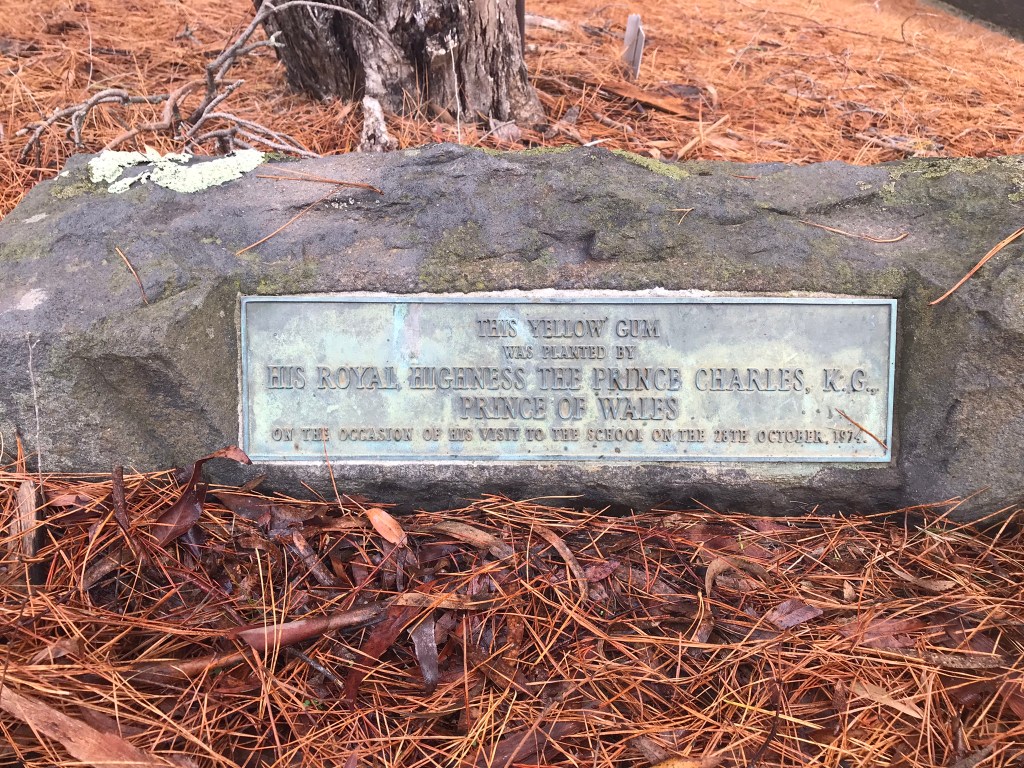 THIS YELLOW GUM
WAS PLANTED BY
HIS ROYAL HIGHNESS THE PRINCE CHARLES, K.G.,
PRINCE OF WALES
ON THE OCCASION OF HIS VISIT TO THE SCHOOL ON THE 28TH OCTOBER, 1974.